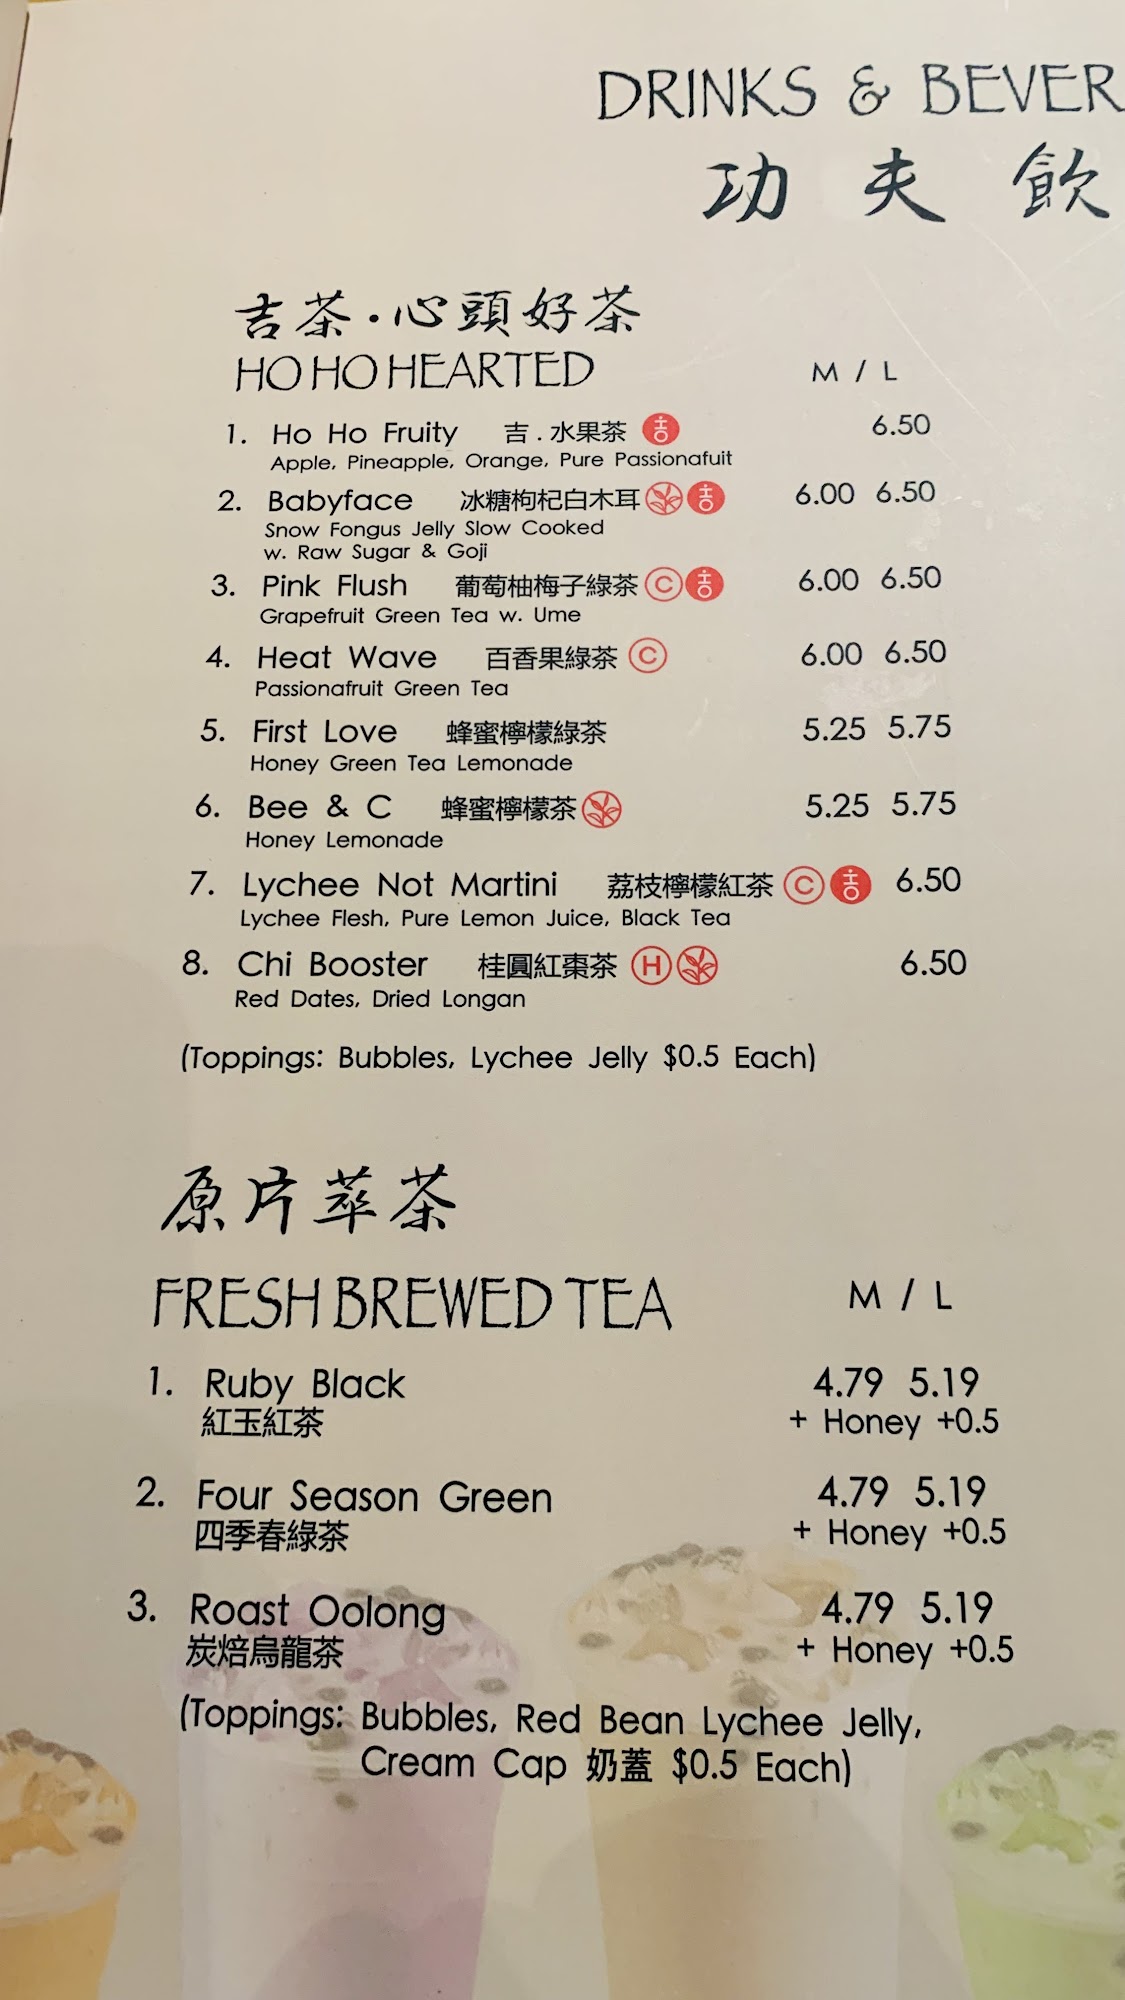 DRINKS & BEVER
功夫飲
吉茶·心頭好茶
HO HO HEARTED M / L
1. Ho Ho Fruity 吉.水果茶 吉 6.50
Apple, Pineapple, Orange, Pure Passionafuit
2. Babyface 冰糖枸杞白木耳 吉 6.00 6.50
Snow Fongus Jelly Slow Cooked
w. Raw Sugar & Goji
3. Pink Flush 葡萄柚梅子綠茶 C 吉 6.00 6.50
Grapefruit Green Tea w. Ume
4. Heat Wave 百香果綠茶 C 6.00 6.50
Passionafruit Green Tea
5. First Love 蜂蜜檸檬綠茶 5.25 5.75
Honey Green Tea Lemonade
6. Bee & C 蜂蜜檸檬茶 5.25 5.75
Honey Lemonade
7. Lychee Not Martini 荔枝檸檬紅茶 C 吉 6.50
Lychee Flesh, Pure Lemon Juice, Black Tea
8. Chi Booster 桂圓紅棗茶 H 6.50
Red Dates, Dried Longan
(Toppings: Bubbles, Lychee Jelly $0.5 Each)
原片萃茶
FRESH BREWED TEA M / L
1. Ruby Black 4.79 5.19
紅玉紅茶 + Honey +0.5
2. Four Season Green 4.79 5.19
四季春綠茶 + Honey +0.5
3. Roast Oolong 4.79 5.19
炭焙烏龍茶 + Honey +0.5
(Toppings: Bubbles, Red Bean Lychee Jelly,
Cream Cap 奶蓋 $0.5 Each)